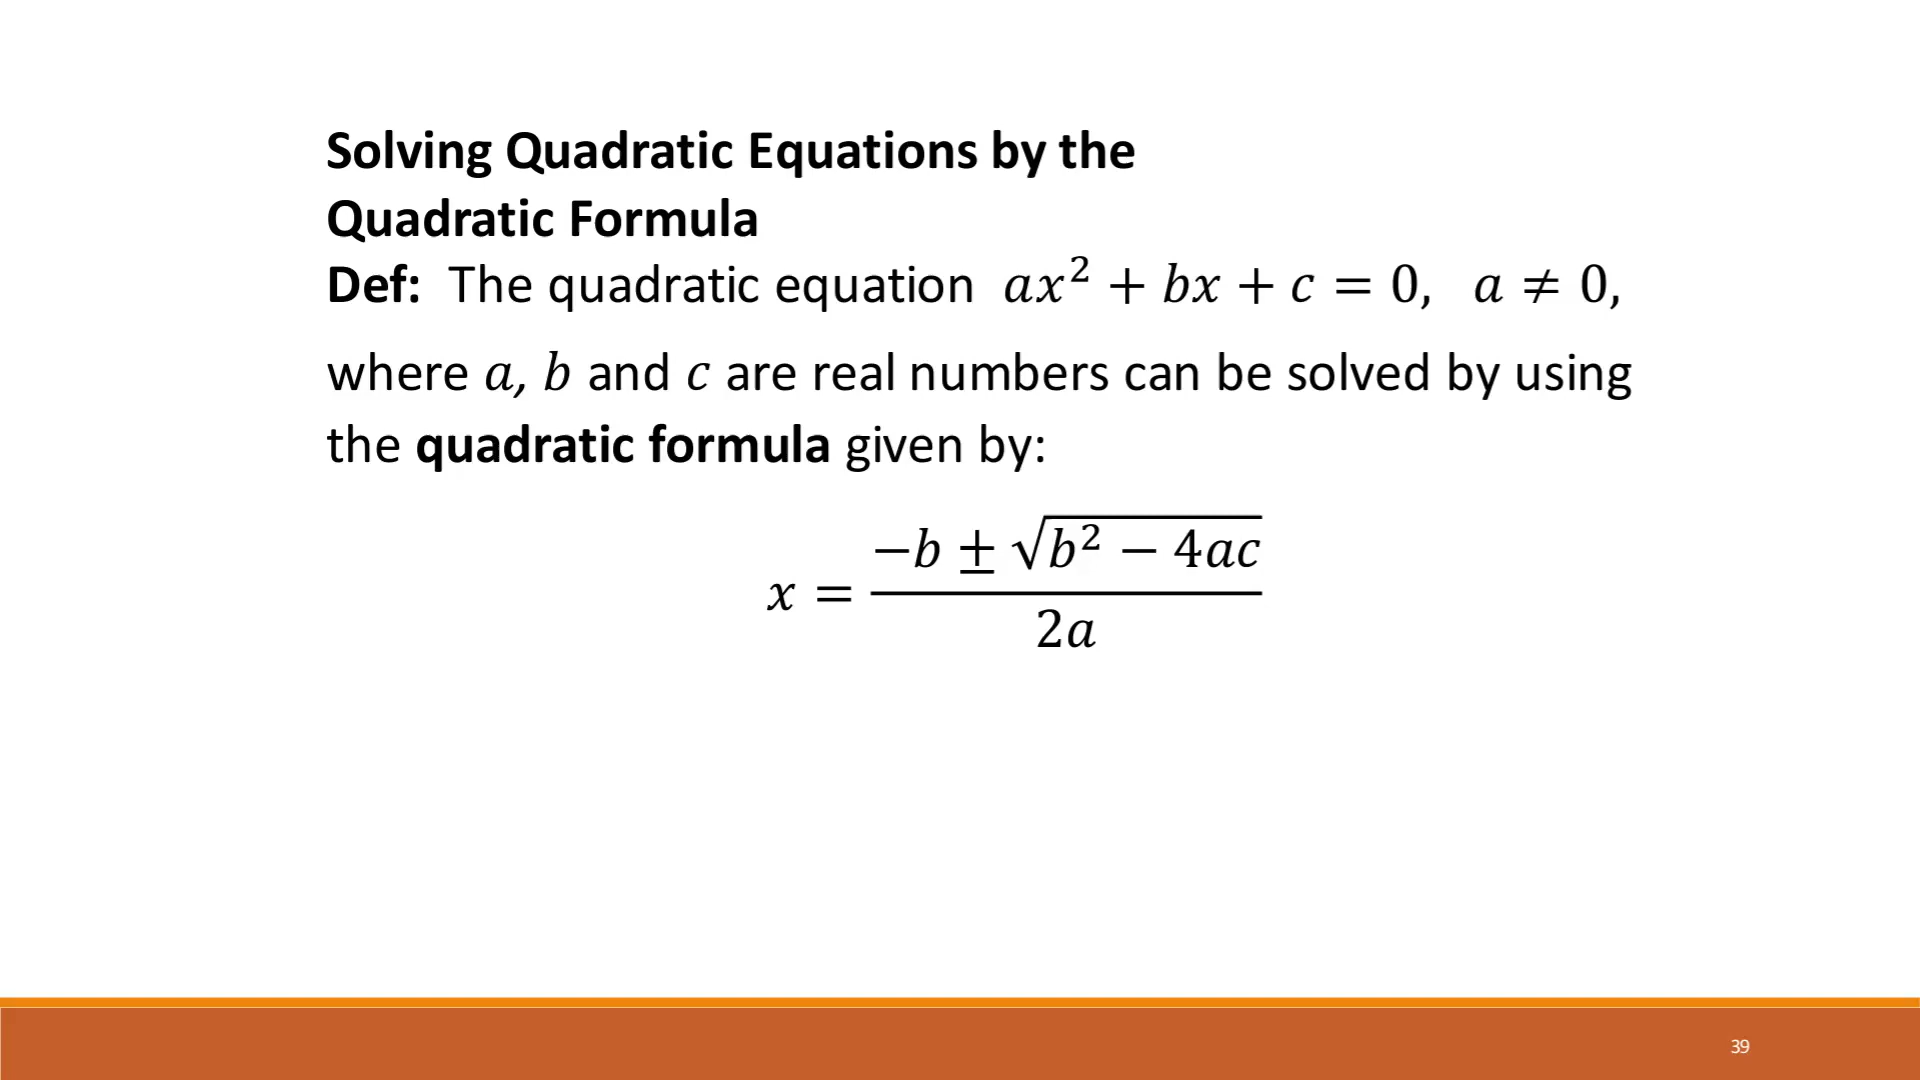 Solving Quadratic Equations by the
Quadratic Formula
Def: The quadratic equation ax² + bx + c = 0, a ≠ 0,
where a, b and c are real numbers can be solved by using
the quadratic formula given by:
x = (−b ± √(b² − 4ac)) / 2a
39